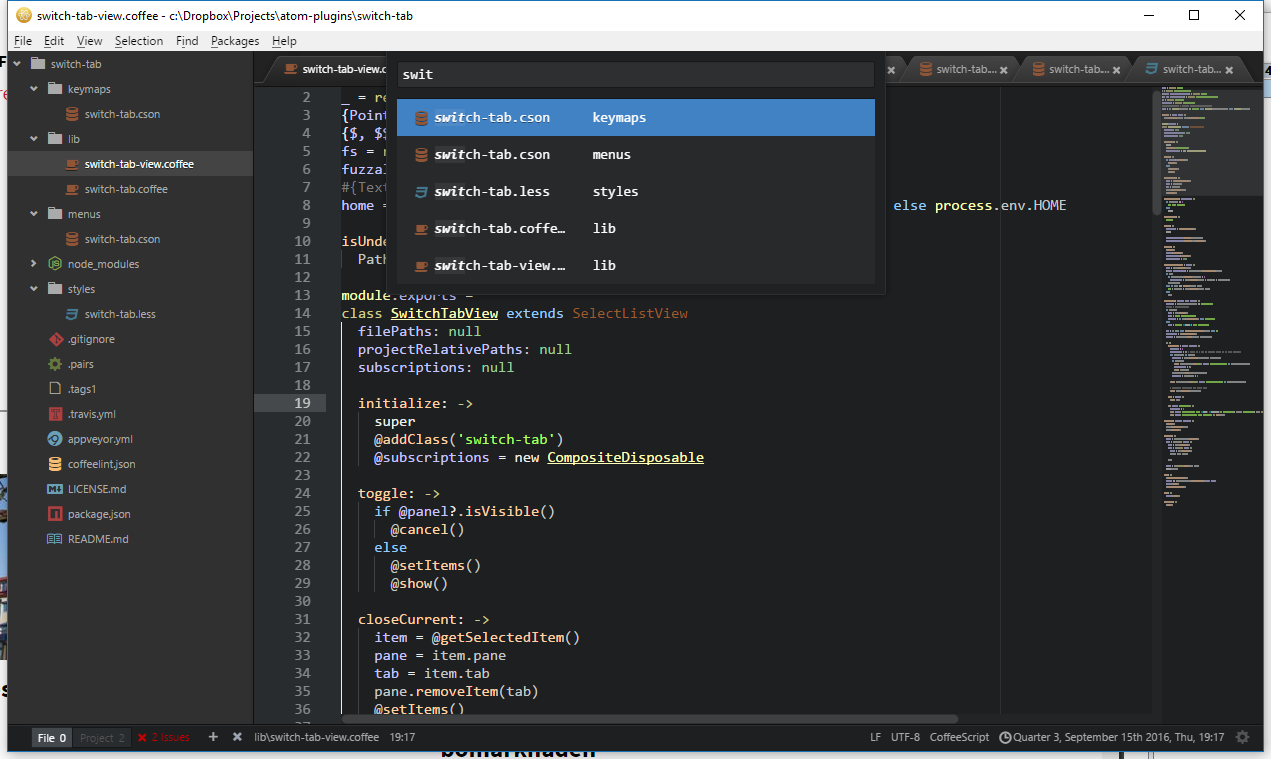 switch-tab-view.coffee - c:\Dropbox\Projects\atom-plugins\switch-tab
File Edit View Selection Find Packages Help
switch-tab
keymaps
switch-tab.cson
lib
switch-tab-view.coffee
switch-tab.coffee
menus
switch-tab.cson
node_modules
styles
switch-tab.less
.gitignore
.pairs
.tags1
.travis.yml
appveyor.yml
coffeelint.json
LICENSE.md
package.json
README.md
switch-tab-view.c
switch-tab.... switch-tab.... switch-tab....
swit
switch-tab.cson keymaps
switch-tab.cson menus
switch-tab.less styles
switch-tab.coffe… lib
switch-tab-view.… lib
2 _ = re
3 {Point
4 {$, $$
5 fs = r
6 fuzzal
7 #{Text
8 home = else process.env.HOME
9
10 isUnde
11 Path
12
13 module.exports =
14 class SwitchTabView extends SelectListView
15 filePaths: null
16 projectRelativePaths: null
17 subscriptions: null
18
19 initialize: ->
20 super
21 @addClass('switch-tab')
22 @subscriptions = new CompositeDisposable
23
24 toggle: ->
25 if @panel?.isVisible()
26 @cancel()
27 else
28 @setItems()
29 @show()
30
31 closeCurrent: ->
32 item = @getSelectedItem()
33 pane = item.pane
34 tab = item.tab
35 pane.removeItem(tab)
36 @setItems()
File 0 Project 2 2 Issues + lib\switch-tab-view.coffee 19:17 LF UTF-8 CoffeeScript Quarter 3, September 15th 2016, Thu, 19:17